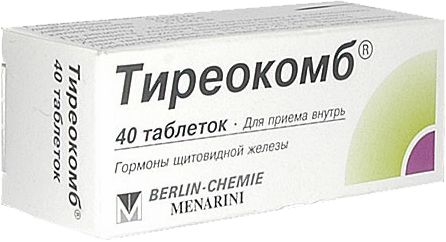 Тиреокомб®
40 таблеток
Тиреокомб®
40 таблеток · Для приема внутрь
Гормоны щитовидной железы
BERLIN-CHEMIE
MENARINI